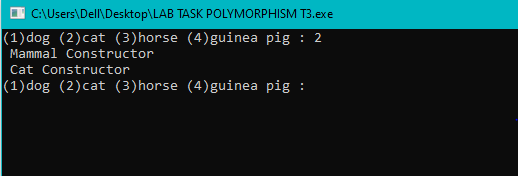 C:\Users\Dell\Desktop\LAB TASK POLYMORPHISM T3.exe
(1)dog (2)cat (3)horse (4)guinea pig : 2
 Mammal Constructor
 Cat Constructor
(1)dog (2)cat (3)horse (4)guinea pig :